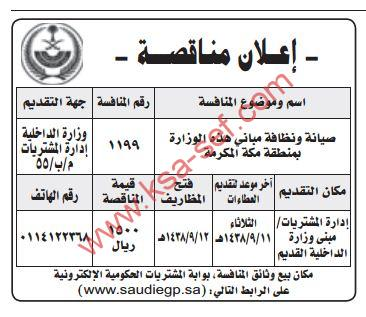 - إعلان مناقصة -
اسم وموضوع المنافسة
رقم المنافسة
جهة التقديم
صيانة ونظافة مباني هذه الوزارة
بمنطقة مكة المكرمة
١١٩٩
وزارة الداخلية
إدارة المشتريات
م/ب/٥٥
مكان التقديم
آخر موعد لتقديم
العطاءات
فتح
المظاريف
قيمة
المناقصة
رقم الهاتف
إدارة المشتريات/
مبنى وزارة
الداخلية القديم
الثلاثاء
١٤٣٨/٩/١١هـ
١٤٣٨/٩/١٢هـ
١٥٠٠
ريال
٠١١٤١٢٢٣٦٨
مكان بيع وثائق المنافسة، بوابة المشتريات الحكومية الإلكترونية
على الرابط التالي: (www.saudiegp.sa)
www.ksa-sef.com